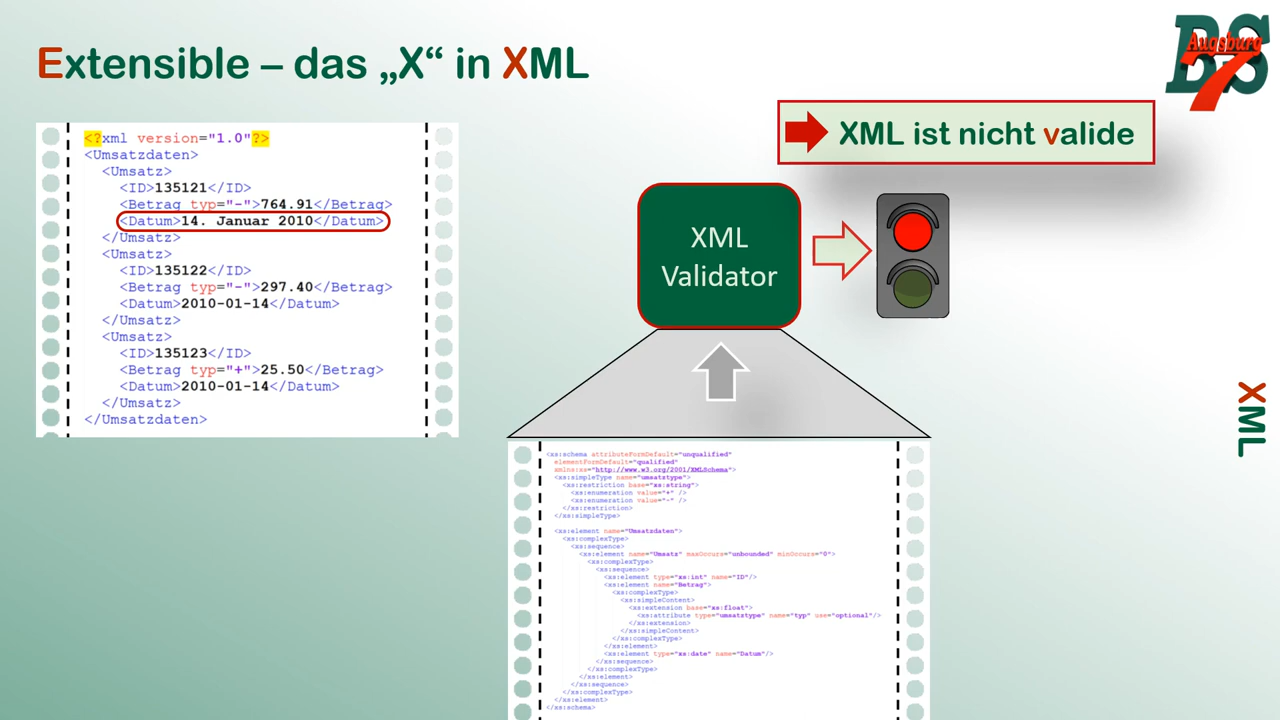 Extensible – das „X“ in XML
BS
Augsburg
7
XML ist nicht valide
<?xml version="1.0"?>
<Umsatzdaten>
<Umsatz>
<ID>135121</ID>
<Betrag typ="-">764.91</Betrag>
<Datum>14. Januar 2010</Datum>
</Umsatz>
<Umsatz>
<ID>135122</ID>
<Betrag typ="-">297.40</Betrag>
<Datum>2010-01-14</Datum>
</Umsatz>
<Umsatz>
<ID>135123</ID>
<Betrag typ="+">25.50</Betrag>
<Datum>2010-01-14</Datum>
</Umsatz>
</Umsatzdaten>
XML
Validator
XML
<xs:schema attributeFormDefault="unqualified"
elementFormDefault="qualified"
xmlns:xs="http://www.w3.org/2001/XMLSchema">
<xs:simpleType name="umsatztype">
<xs:restriction base="xs:string">
<xs:enumeration value="+" />
<xs:enumeration value="-" />
</xs:restriction>
</xs:simpleType>
<xs:element name="Umsatzdaten">
<xs:complexType>
<xs:sequence>
<xs:element name="Umsatz" maxOccurs="unbounded" minOccurs="0">
<xs:complexType>
<xs:sequence>
<xs:element type="xs:int" name="ID"/>
<xs:element name="Betrag">
<xs:complexType>
<xs:simpleContent>
<xs:extension base="xs:float">
<xs:attribute type="umsatztype" name="typ" use="optional"/>
</xs:extension>
</xs:simpleContent>
</xs:complexType>
</xs:element>
<xs:element type="xs:date" name="Datum"/>
</xs:sequence>
</xs:complexType>
</xs:element>
</xs:sequence>
</xs:complexType>
</xs:element>
</xs:schema>